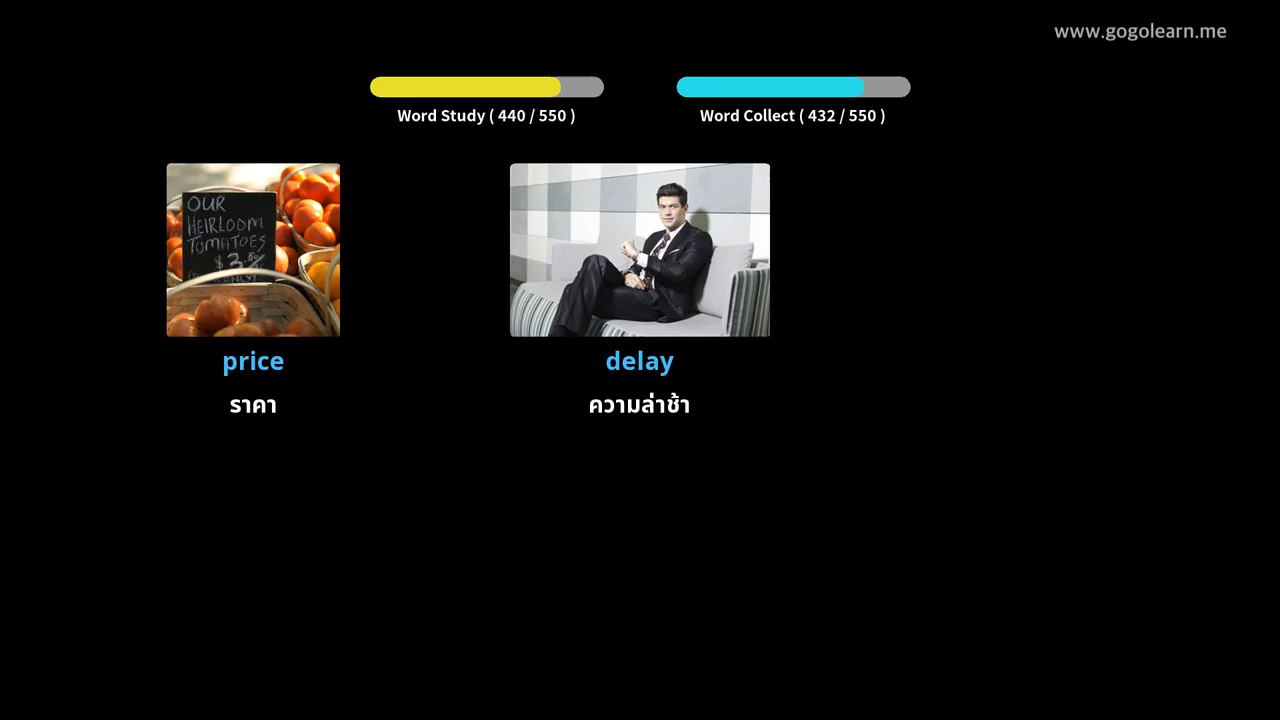 www.gogolearn.me
Word Study ( 440 / 550 )
Word Collect ( 432 / 550 )
OUR
HEIRLOOM
TOMATOES
price
delay
ราคา
ความล่าช้า